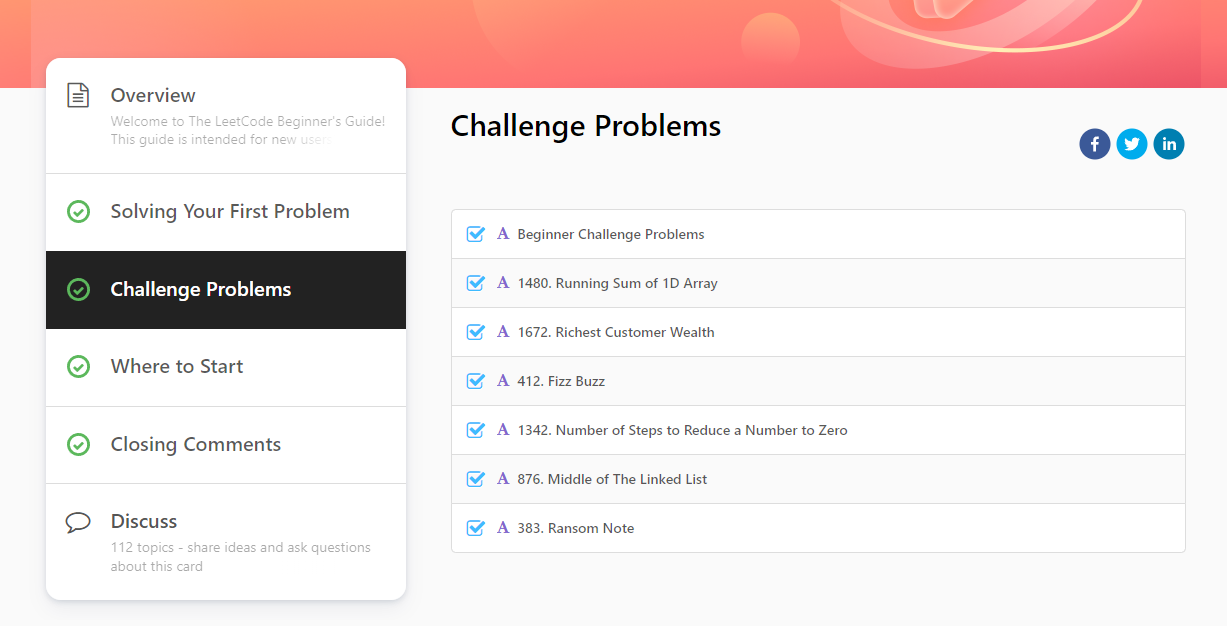 Overview
Welcome to The LeetCode Beginner's Guide!
This guide is intended for new users
Solving Your First Problem
Challenge Problems
Where to Start
Closing Comments
Discuss
112 topics - share ideas and ask questions
about this card
Challenge Problems
f
in
A Beginner Challenge Problems
A 1480. Running Sum of 1D Array
A 1672. Richest Customer Wealth
A 412. Fizz Buzz
A 1342. Number of Steps to Reduce a Number to Zero
A 876. Middle of The Linked List
A 383. Ransom Note